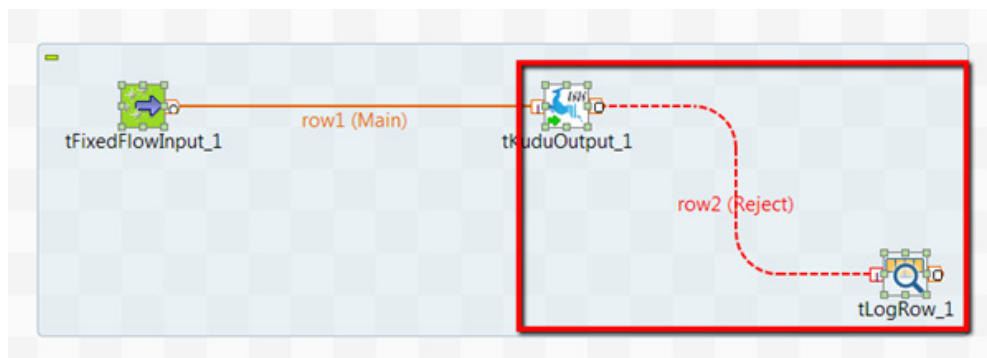 row1 (Main)
tFixedFlowInput_1
tKuduOutput_1
row2 (Reject)
tLogRow_1